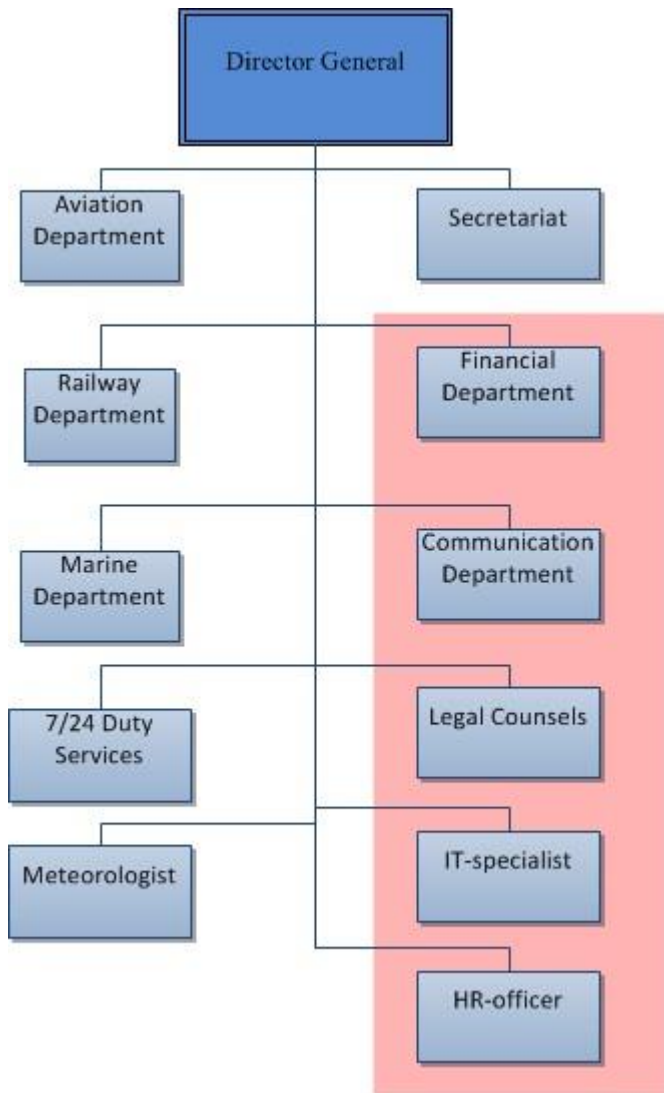 Director General
Aviation
Department
Secretariat
Railway
Department
Financial
Department
Marine
Department
Communication
Department
7/24 Duty
Services
Legal Counsels
Meteorologist
IT-specialist
HR-officer